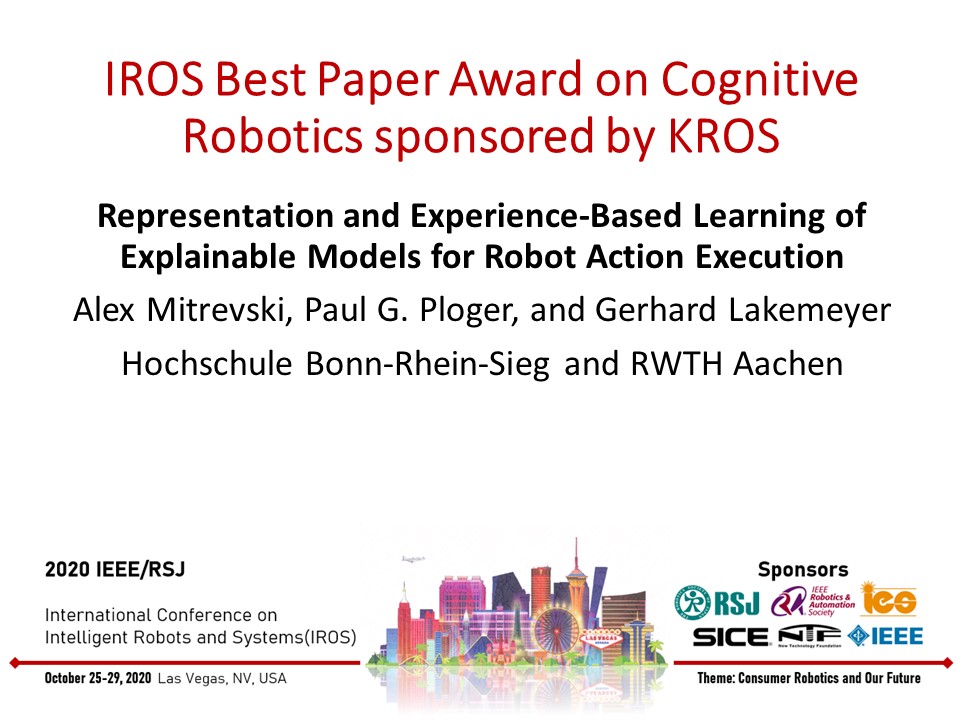 IROS Best Paper Award on Cognitive
Robotics sponsored by KROS
Representation and Experience-Based Learning of
Explainable Models for Robot Action Execution
Alex Mitrevski, Paul G. Ploger, and Gerhard Lakemeyer
Hochschule Bonn-Rhein-Sieg and RWTH Aachen
2020 IEEE/RSJ
International Conference on
Intelligent Robots and Systems(IROS)
October 25-29, 2020 Las Vegas, NV, USA
LAS VEGAS
Sponsors
RSJ
IEEE
Robotics &
Automation
Society
ies
SICE
NTF
New Technology Foundation
IEEE
Theme: Consumer Robotics and Our Future